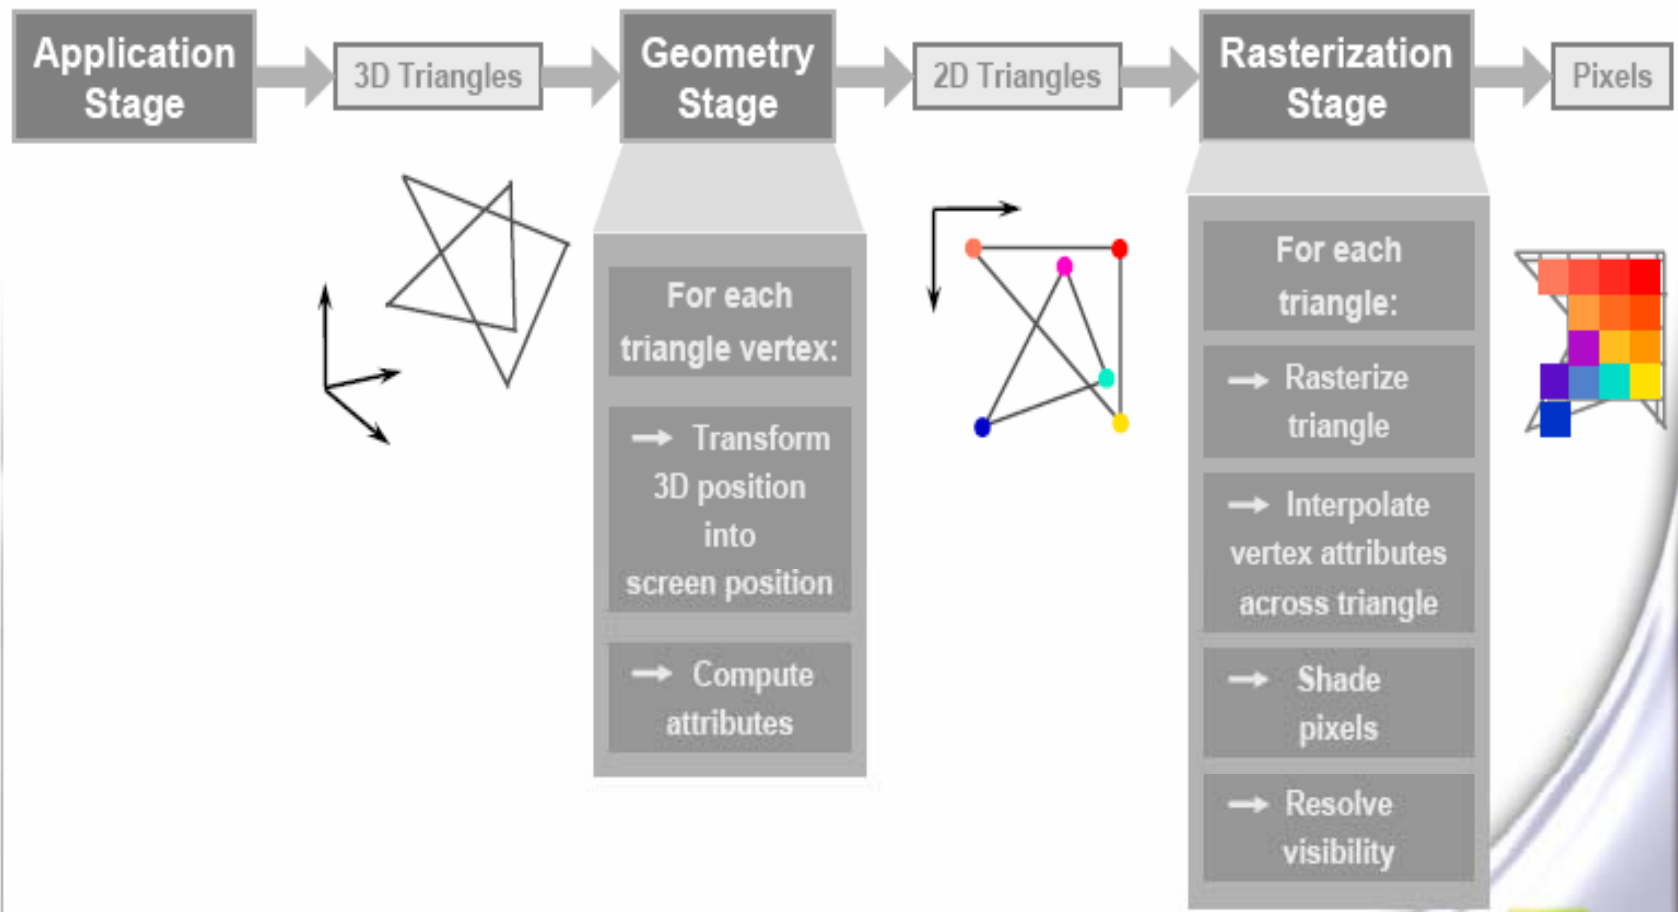 Application
Stage
3D Triangles
Geometry
Stage
2D Triangles
Rasterization
Stage
Pixels
For each
triangle vertex:
→ Transform
3D position
into
screen position
→ Compute
attributes
For each
triangle:
→ Rasterize
triangle
→ Interpolate
vertex attributes
across triangle
→ Shade
pixels
→ Resolve
visibility